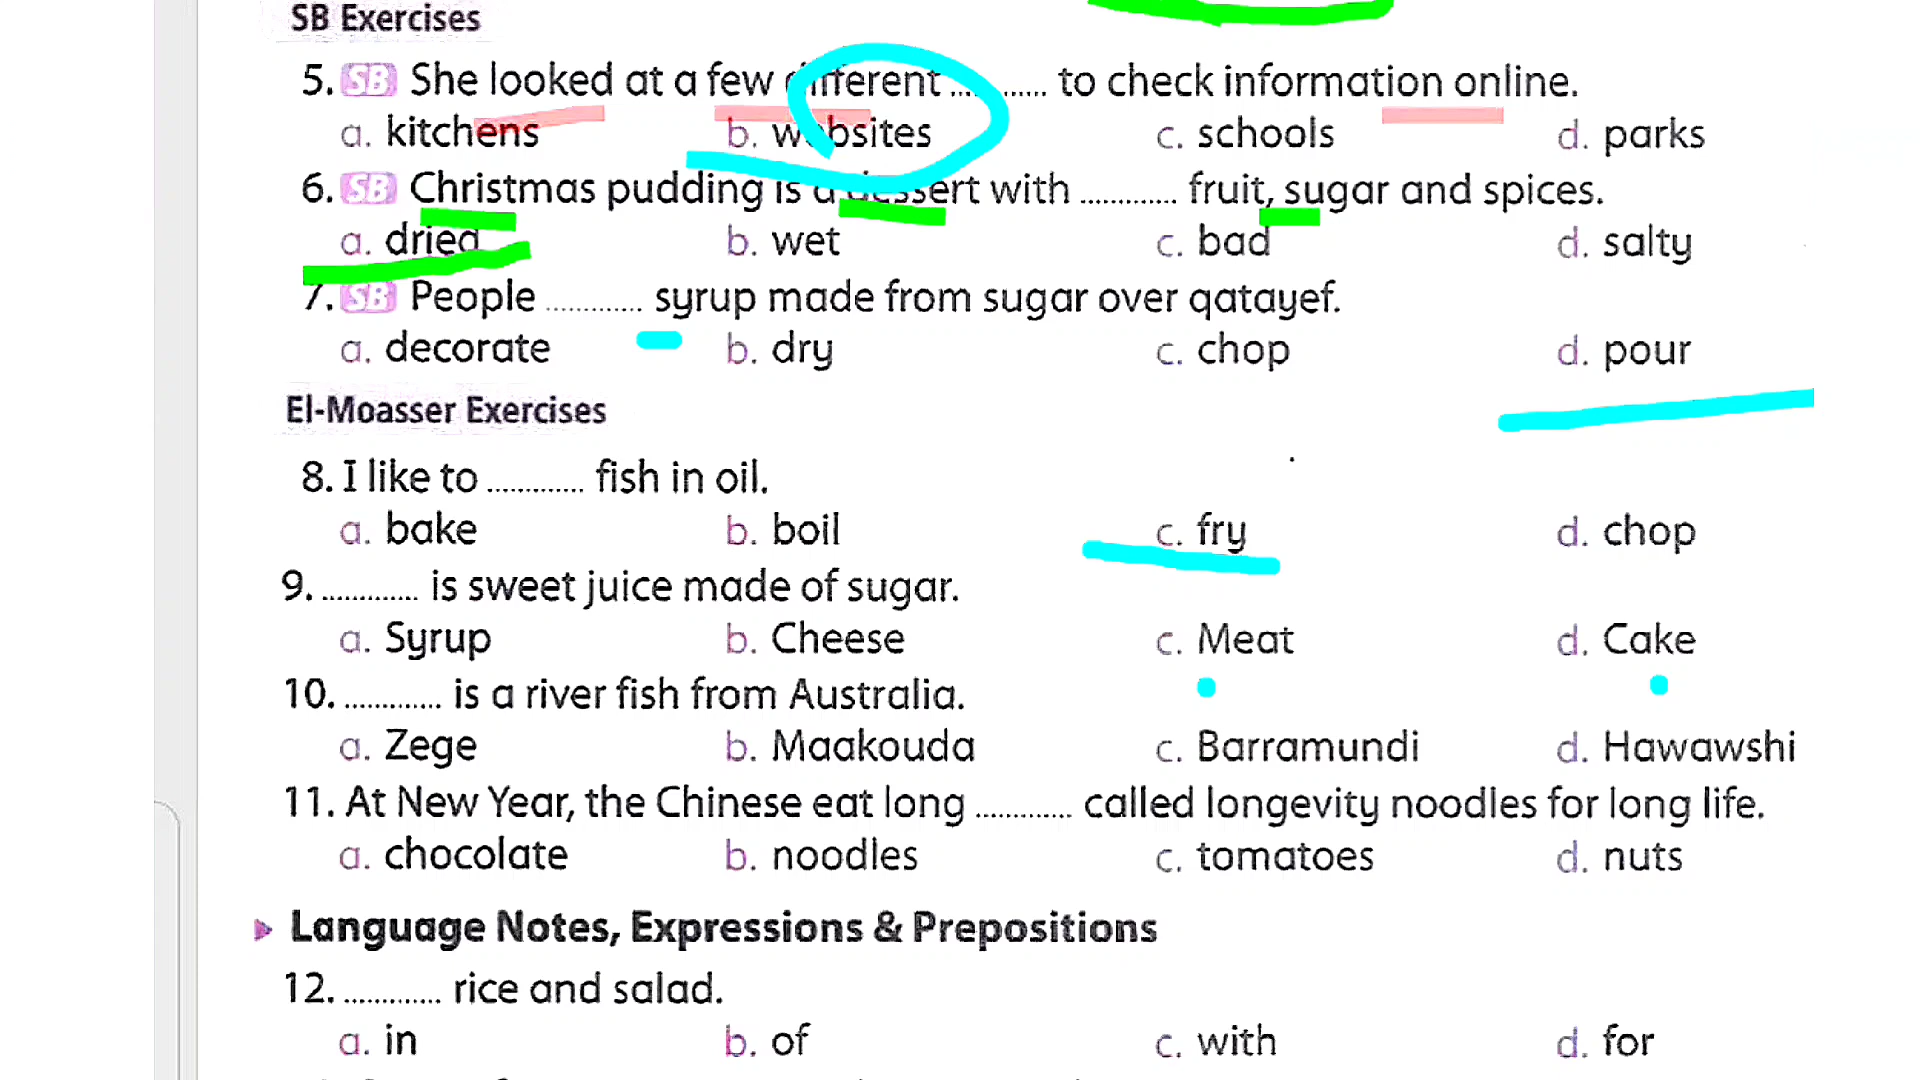 SB Exercises
5. SB She looked at a few different ............ to check information online.
a. kitchens b. websites c. schools d. parks
6. SB Christmas pudding is a dessert with ............ fruit, sugar and spices.
a. dried b. wet c. bad d. salty
7. SB People ............ syrup made from sugar over qatayef.
a. decorate b. dry c. chop d. pour
El-Moasser Exercises
8. I like to ............ fish in oil.
a. bake b. boil c. fry d. chop
9. ............ is sweet juice made of sugar.
a. Syrup b. Cheese c. Meat d. Cake
10. ............ is a river fish from Australia.
a. Zege b. Maakouda c. Barramundi d. Hawawshi
11. At New Year, the Chinese eat long ............ called longevity noodles for long life.
a. chocolate b. noodles c. tomatoes d. nuts
Language Notes, Expressions & Prepositions
12. ............ rice and salad.
a. in b. of c. with d. for